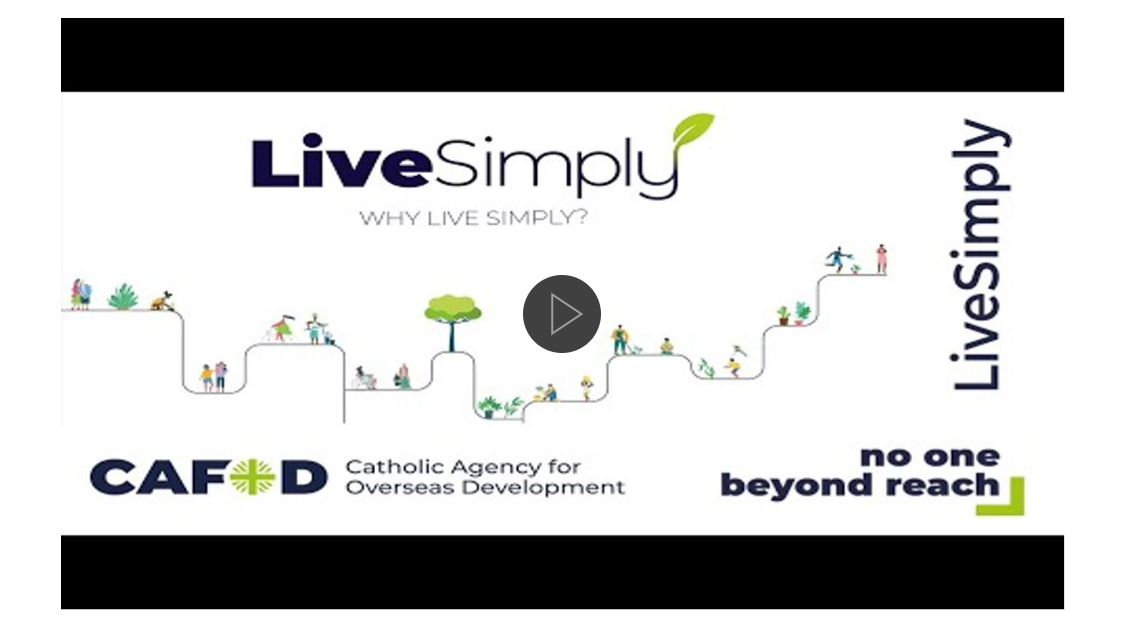 LiveSimply
WHY LIVE SIMPLY?
LiveSimply
CAFOD
Catholic Agency for
Overseas Development
no one
beyond reach